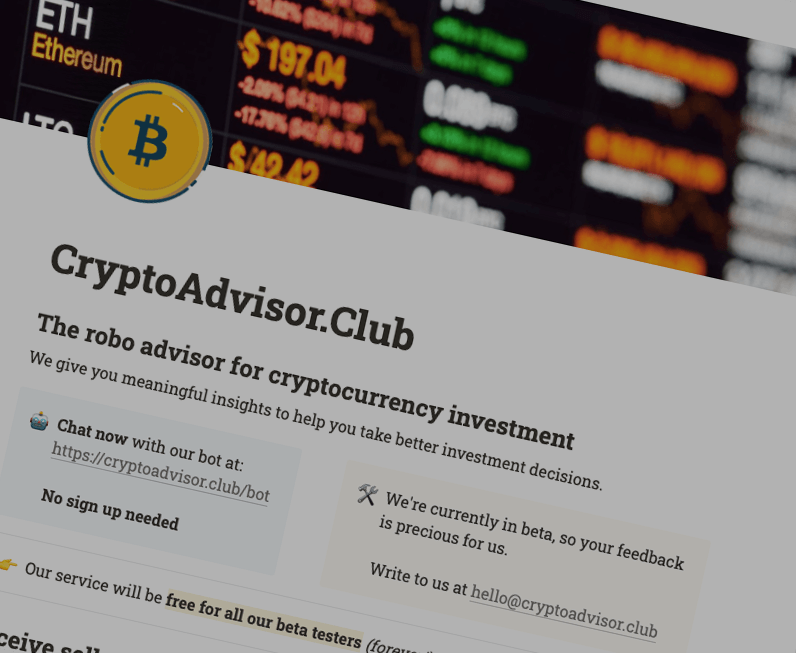 ETH
Ethereum
$ 197.04
LTC
$ 42.42
CryptoAdvisor.Club
The robo advisor for cryptocurrency investment
We give you meaningful insights to help you take better investment decisions.
Chat now with our bot at:
https://cryptoadvisor.club/bot
No sign up needed
We're currently in beta, so your feedback
is precious for us.
Write to us at hello@cryptoadvisor.club
Our service will be free for all our beta testers